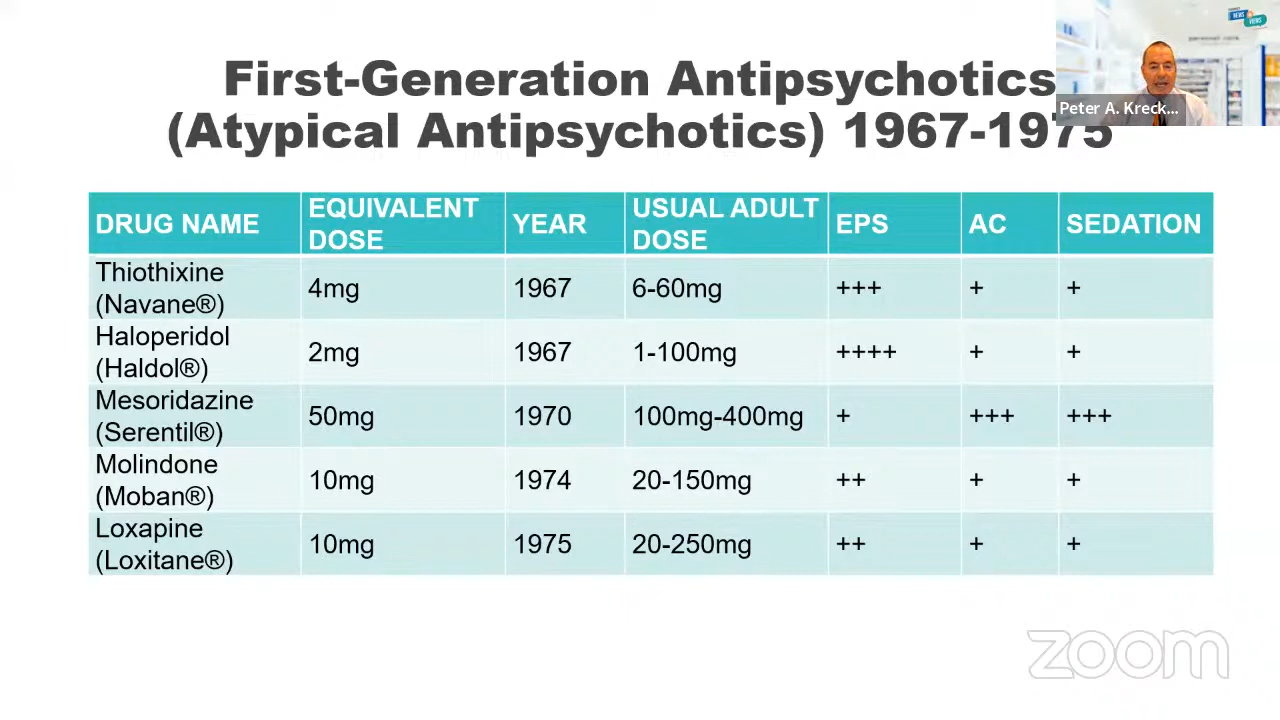 First-Generation Antipsychotics
(Atypical Antipsychotics) 1967-1975
NEWS
VIEWS
Peter A. Kreck...
DRUG NAME EQUIVALENT DOSE YEAR USUAL ADULT DOSE EPS AC SEDATION
Thiothixine (Navane®) 4mg 1967 6-60mg +++ + +
Haloperidol (Haldol®) 2mg 1967 1-100mg ++++ + +
Mesoridazine (Serentil®) 50mg 1970 100mg-400mg + +++ +++
Molindone (Moban®) 10mg 1974 20-150mg ++ + +
Loxapine (Loxitane®) 10mg 1975 20-250mg ++ + +
zoom